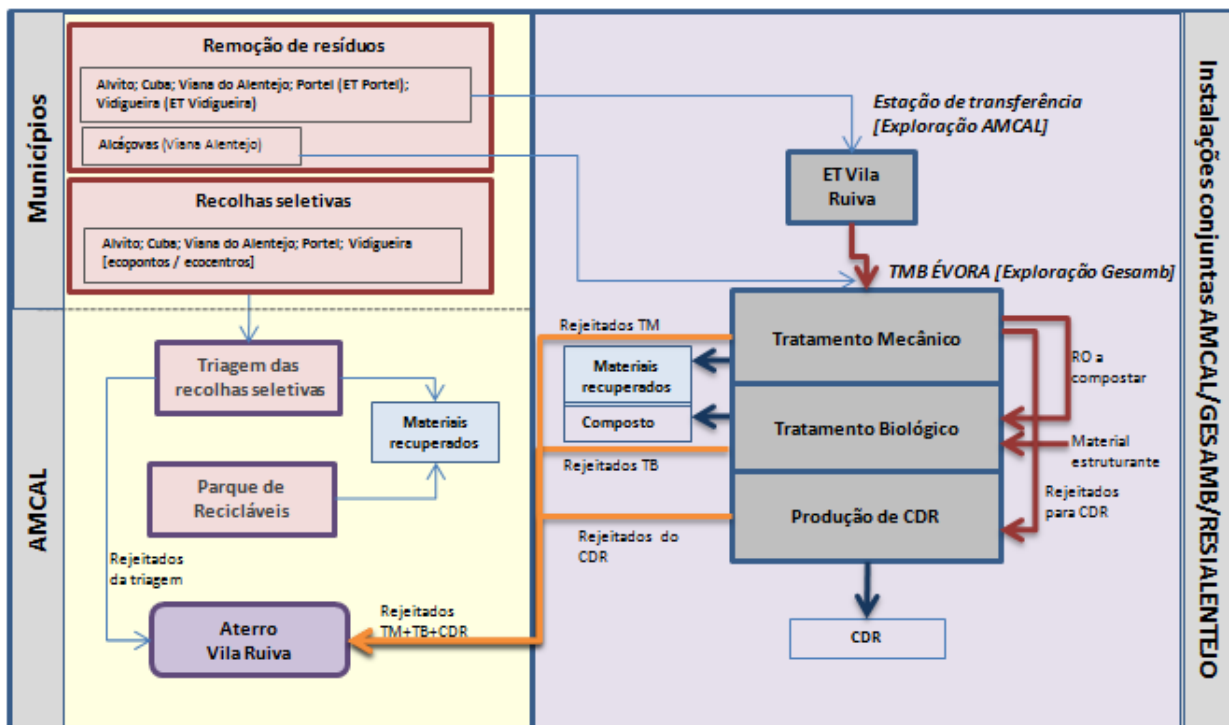 Municípios
Remoção de resíduos
Alvito; Cuba; Viana do Alentejo; Portel (ET Portel);
Vidigueira (ET Vidigueira)
Alcáçovas (Viana Alentejo)
Recolhas seletivas
Alvito; Cuba; Viana do Alentejo; Portel; Vidigueira
[ecopontos / ecocentros]
AMCAL
Triagem das
recolhas seletivas
Materiais
recuperados
Parque de
Recicláveis
Rejeitados
da triagem
Aterro
Vila Ruiva
Rejeitados
TM+TB+CDR
Estação de transferência
[Exploração AMCAL]
ET Vila
Ruiva
TMB ÉVORA [Exploração Gesamb]
Rejeitados TM
Tratamento Mecânico
Materiais
recuperados
Composto
RO a
compostar
Tratamento Biológico
Rejeitados TB
Material
estruturante
Produção de CDR
Rejeitados
para CDR
Rejeitados do
CDR
CDR
Instalações conjuntas AMCAL/GESAMB/RESIALENTEJO